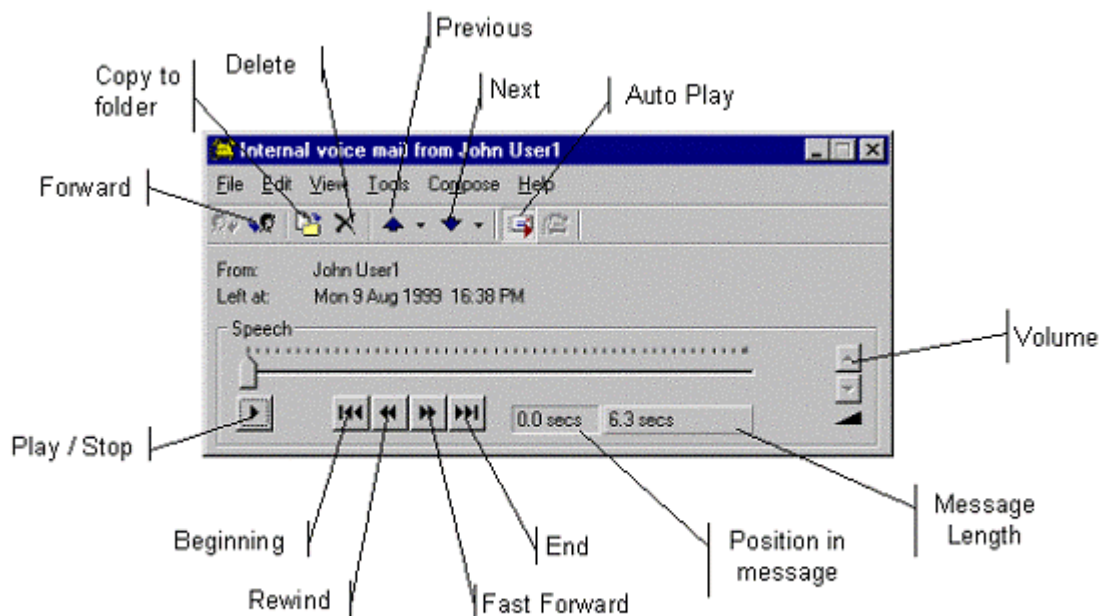 Previous
Delete
Copy to
folder
Next
Auto Play
Internal voice mail from John User1
Forward
File Edit View Tools Compose Help
From: John User1
Left at: Mon 9 Aug 1999 16:38 PM
Speech
Volume
0.0 secs 6.3 secs
Play / Stop
Message
Length
Beginning
End
Position in
message
Rewind
Fast Forward